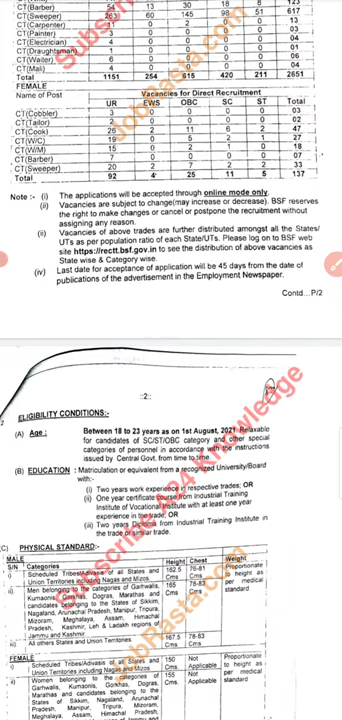 CT(Barber) 54 13 30 18 8 123
CT(Sweeper) 263 60 145 98 51 617
CT(Carpenter) 0 2 0 0 13
CT(Painter) 3 0 0 0 0 03
CT(Electrician) 4 0 0 0 0 04
CT(Draughtsman) 1 0 0 0 0 01
CT(Waiter) 6 0 0 0 0 06
CT(Mali) 4 0 0 0 0 04
Total 1151 254 615 420 211 2651
FEMALE
Name of Post Vacancies for Direct Recruitment
UR EWS OBC SC ST Total
CT(Cobbler) 3 0 0 0 0 03
CT(Tailor) 2 0 0 0 0 02
CT(Cook) 26 2 11 6 2 47
CT(W/C) 19 0 5 2 1 27
CT(W/M) 15 0 2 1 0 18
CT(Barber) 7 0 0 0 0 07
CT(Sweeper) 20 2 7 2 2 33
Total 92 4 25 11 5 137
Note :- (i) The applications will be accepted through online mode only.
(ii) Vacancies are subject to change(may increase or decrease). BSF reserves
the right to make changes or cancel or postpone the recruitment without
assigning any reason.
(ii) Vacancies of above trades are further distributed amongst all the States/
UTs as per population ratio of each State/UTs. Please log on to BSF web
site https://rectt.bsf.gov.in to see the distribution of above vacancies as
State wise & Category wise.
(iv) Last date for acceptance of application will be 45 days from the date of
publications of the advertisement in the Employment Newspaper.
Contd...P/2
::2::
ELIGIBILITY CONDITIONS:-
(A) Age : Between 18 to 23 years as on 1st August, 2021. Relaxable
for candidates of SC/ST/OBC category and other special
categories of personnel in accordance with the instructions
issued by Central Govt. from time to time.
(B) EDUCATION : Matriculation or equivalent from a recognized University/Board
with:-
(i) Two years work experience in respective trades; OR
(ii) One year certificate course from Industrial Training
Institute of Vocational Institute with at least one year
experience in the trade; OR
(iii) Two years Diploma from Industrial Training Institute in
the trade or similar trade.
C) PHYSICAL STANDARD:-
MALE
S/N Categories Height Chest Weight
i) Scheduled Tribes/Adivasis of all States and 162.5 76-81 Proportionate
Union Territories including Nagas and Mizos. Cms Cms to height as
ii) Men belonging to the categories of Garhwalis, 165 78-83 per medical
Kumaonis, Gorkhas, Dogras, Marathas and Cms Cms standard
candidates belonging to the States of Sikkim,
Nagaland, Arunachal Pradesh, Manipur, Tripura,
Mizoram, Meghalaya, Assam, Himachal
Pradesh, Kashmir, Leh & Ladakh regions of
Jammu and Kashmir
iii. All others States and Union Territories 167.5 78-83
Cms Cms
FEMALE
i) Scheduled Tribes/Adivasis of all States and 150 Not Proportionate
Union Territories including Nagas and Mizos. Cms Applicable to height as
ii) Women belonging to the categories of 155 Not per medical
Garhwalis, Kumaonis, Gorkhas, Dogras, Cms. Applicable standard
Marathas and candidates belonging to the
States of Sikkim, Nagaland, Arunachal
Pradesh, Manipur, Tripura, Mizoram,
Meghalaya, Assam, Himachal Pradesh,
Subscribe A24 Knowledge
JobRasta.com